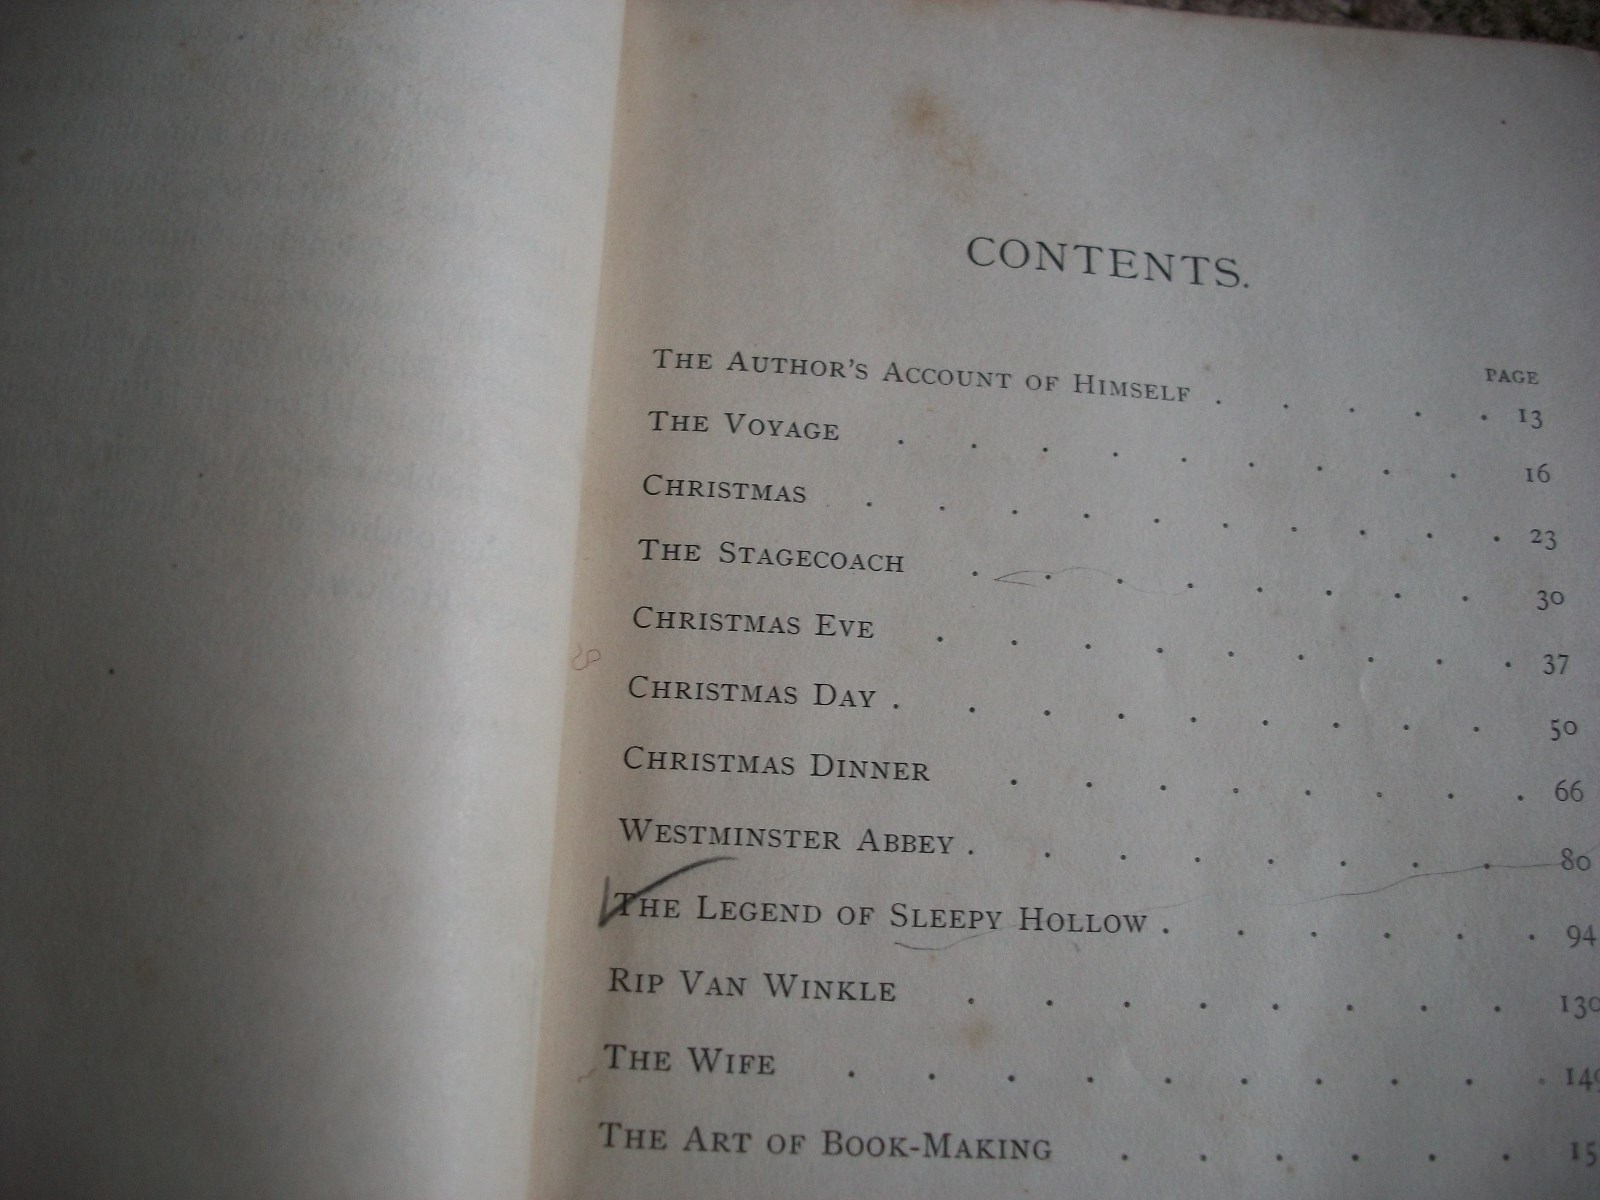 CONTENTS.
PAGE
THE AUTHOR'S ACCOUNT OF HIMSELF . . . . . 13
THE VOYAGE . . . . . . . . . 16
CHRISTMAS . . . . . . . . . . 23
THE STAGECOACH . . . . . . . . 30
CHRISTMAS EVE . . . . . . . . . 37
CHRISTMAS DAY . . . . . . . . . 50
CHRISTMAS DINNER . . . . . . . . 66
WESTMINSTER ABBEY . . . . . . . . 80
THE LEGEND OF SLEEPY HOLLOW . . . . . . 94
RIP VAN WINKLE . . . . . . . . 130
THE WIFE . . . . . . . . . . 149
THE ART OF BOOK-MAKING . . . . . .